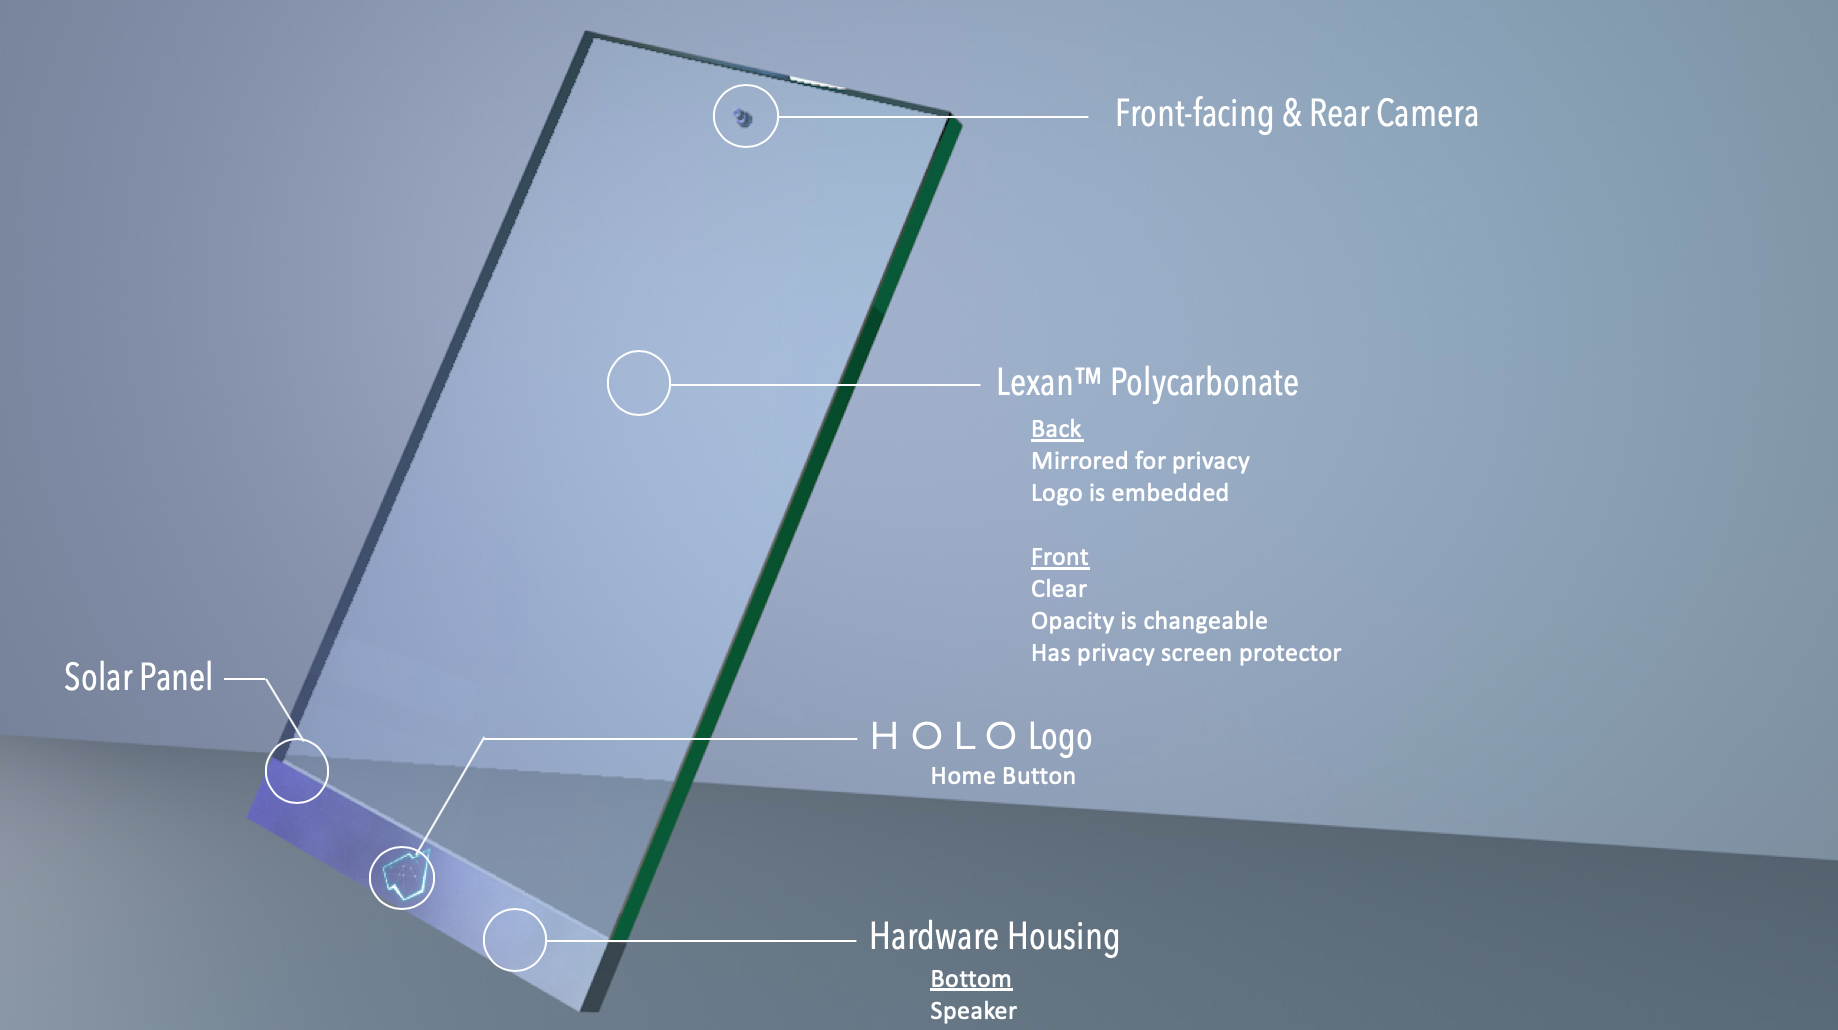 Front-facing & Rear Camera
Lexan™ Polycarbonate
Back
Mirrored for privacy
Logo is embedded
Front
Clear
Opacity is changeable
Has privacy screen protector
Solar Panel
HOLO Logo
Home Button
Hardware Housing
Bottom
Speaker